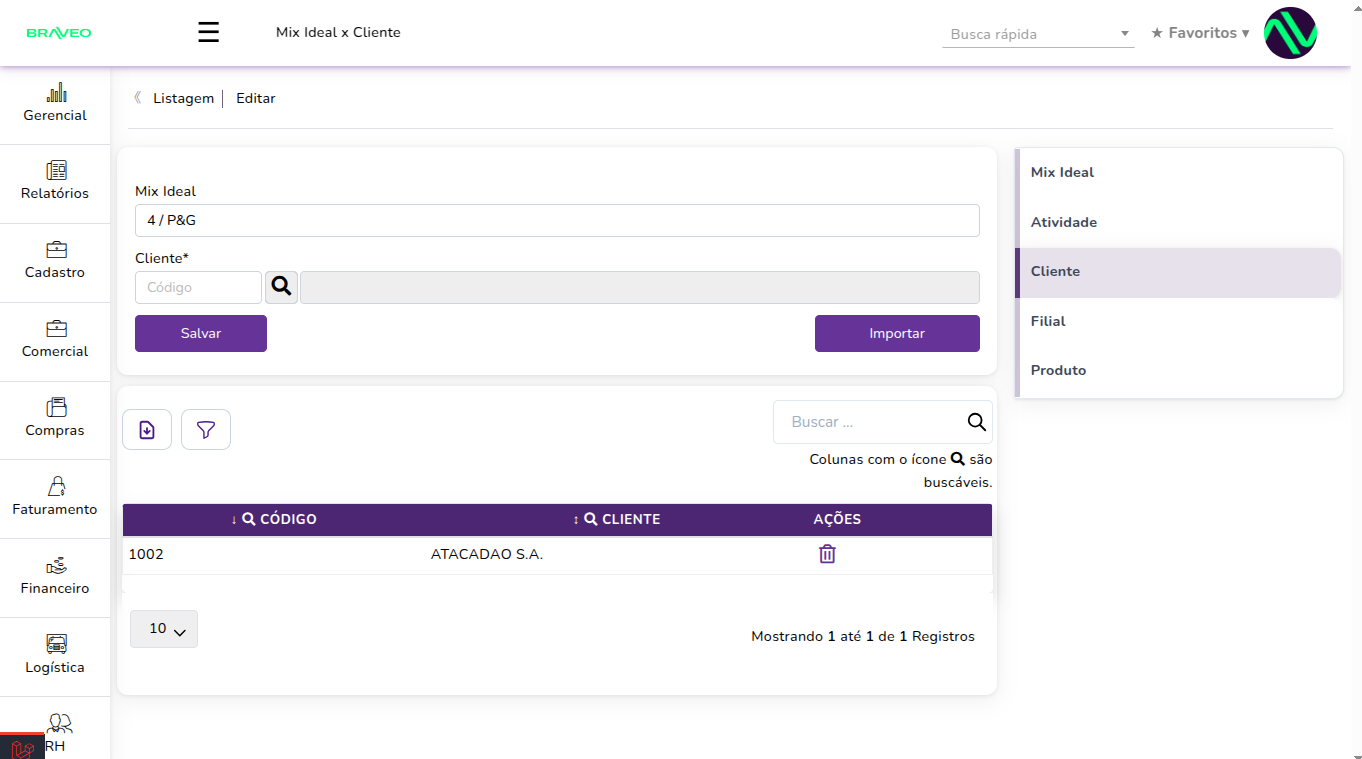 BRAVEO
Mix Ideal x Cliente
Busca rápida
★ Favoritos ▾
Gerencial
Relatórios
Cadastro
Comercial
Compras
Faturamento
Financeiro
Logística
RH
Listagem
Editar
Mix Ideal
4 / P&G
Cliente*
Código
Salvar
Importar
Mix Ideal
Atividade
Cliente
Filial
Produto
Buscar ...
Colunas com o ícone são
buscáveis.
↓ CÓDIGO ↕ CLIENTE AÇÕES
1002 ATACADAO S.A.
10
Mostrando 1 até 1 de 1 Registros